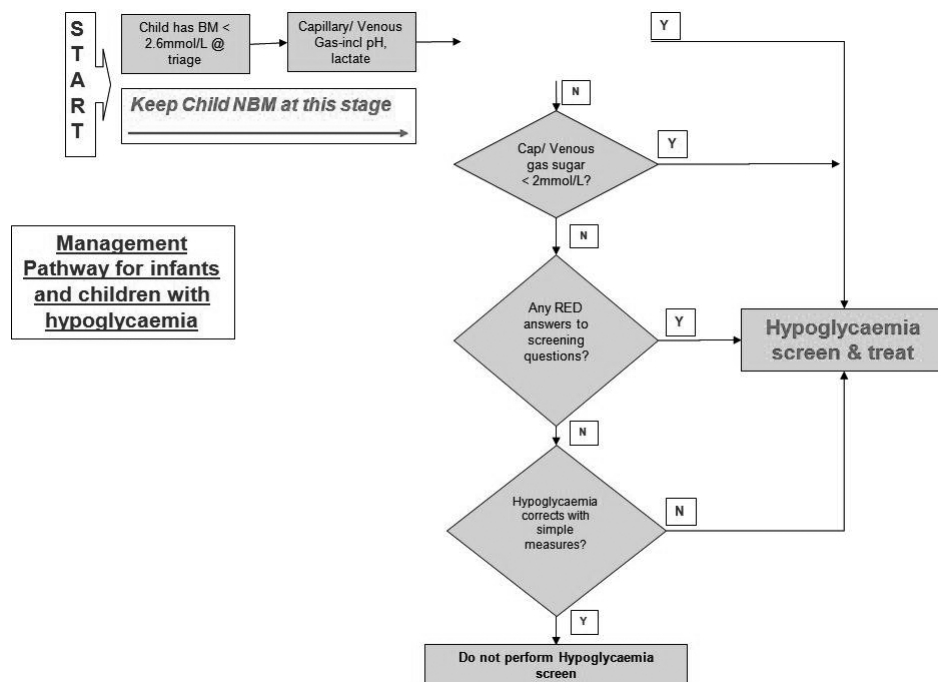 START
Child has BM <
2.6mmol/L @
triage
Capillary/ Venous
Gas-incl pH,
lactate
Y
Keep Child NBM at this stage
N
Cap/ Venous
gas sugar
< 2mmol/L?
Y
N
Management
Pathway for infants
and children with
hypoglycaemia
Any RED
answers to
screening
questions?
Y
Hypoglycaemia
screen & treat
N
Hypoglycaemia
corrects with
simple
measures?
N
Y
Do not perform Hypoglycaemia
screen